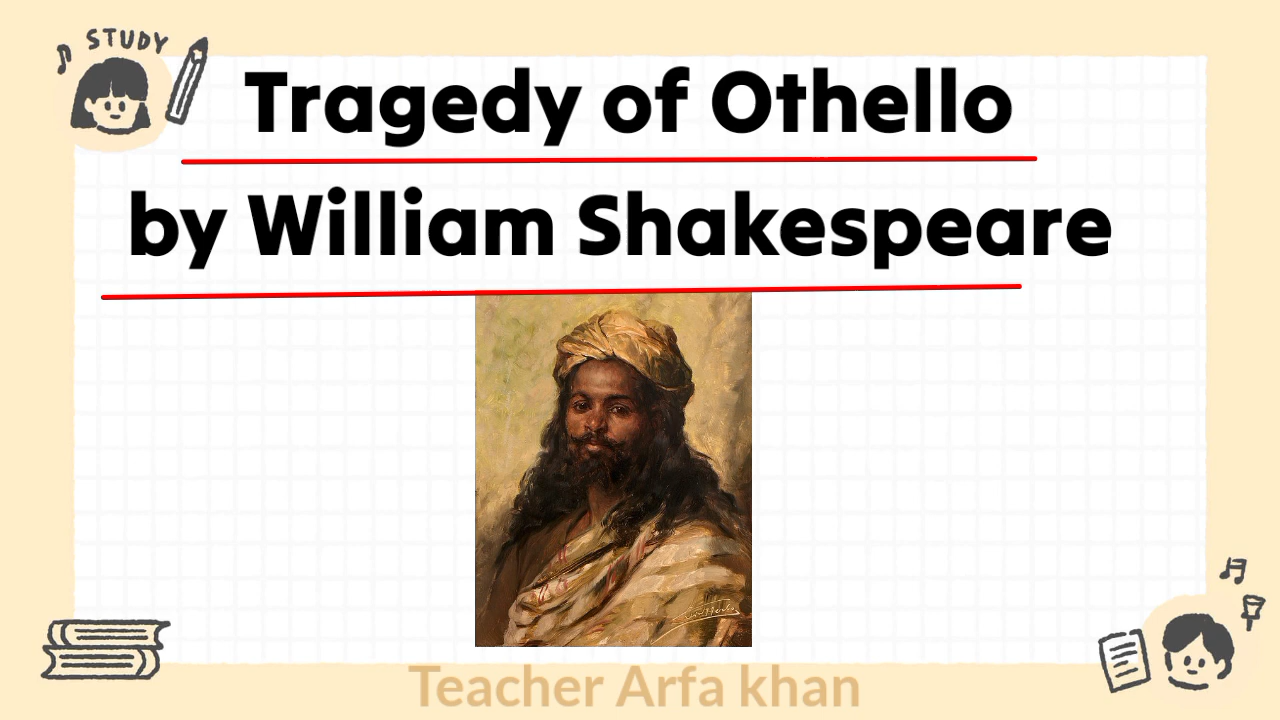 STUDY
Tragedy of Othello
by William Shakespeare
Teacher Arfa khan